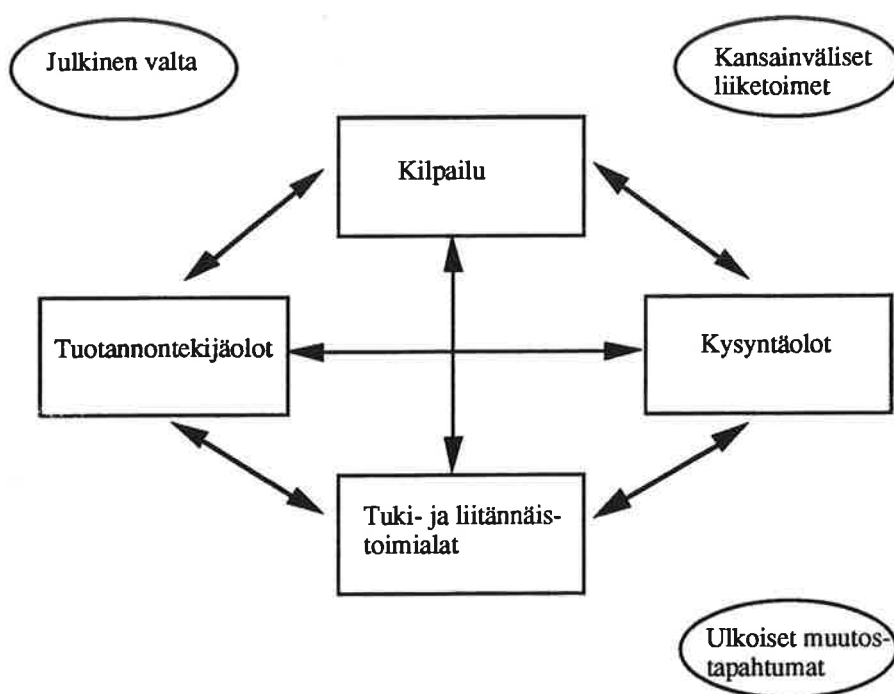 Julkinen valta
Kansainväliset
liiketoimet
Kilpailu
Tuotannontekijäolot
Kysyntäolot
Tuki- ja liitännäis-
toimialat
Ulkoiset muutos-
tapahtumat